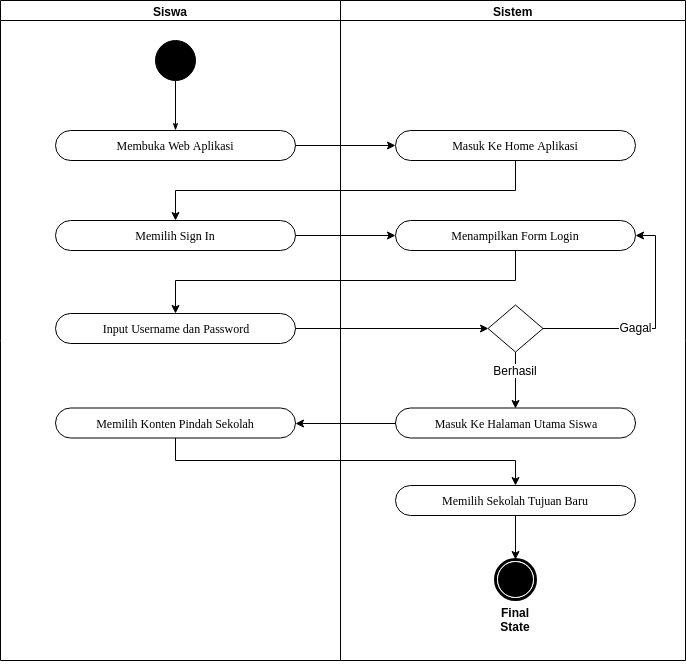 Siswa
Sistem
Membuka Web Aplikasi
Masuk Ke Home Aplikasi
Memilih Sign In
Menampilkan Form Login
Input Username dan Password
Gagal
Berhasil
Memilih Konten Pindah Sekolah
Masuk Ke Halaman Utama Siswa
Memilih Sekolah Tujuan Baru
Final
State